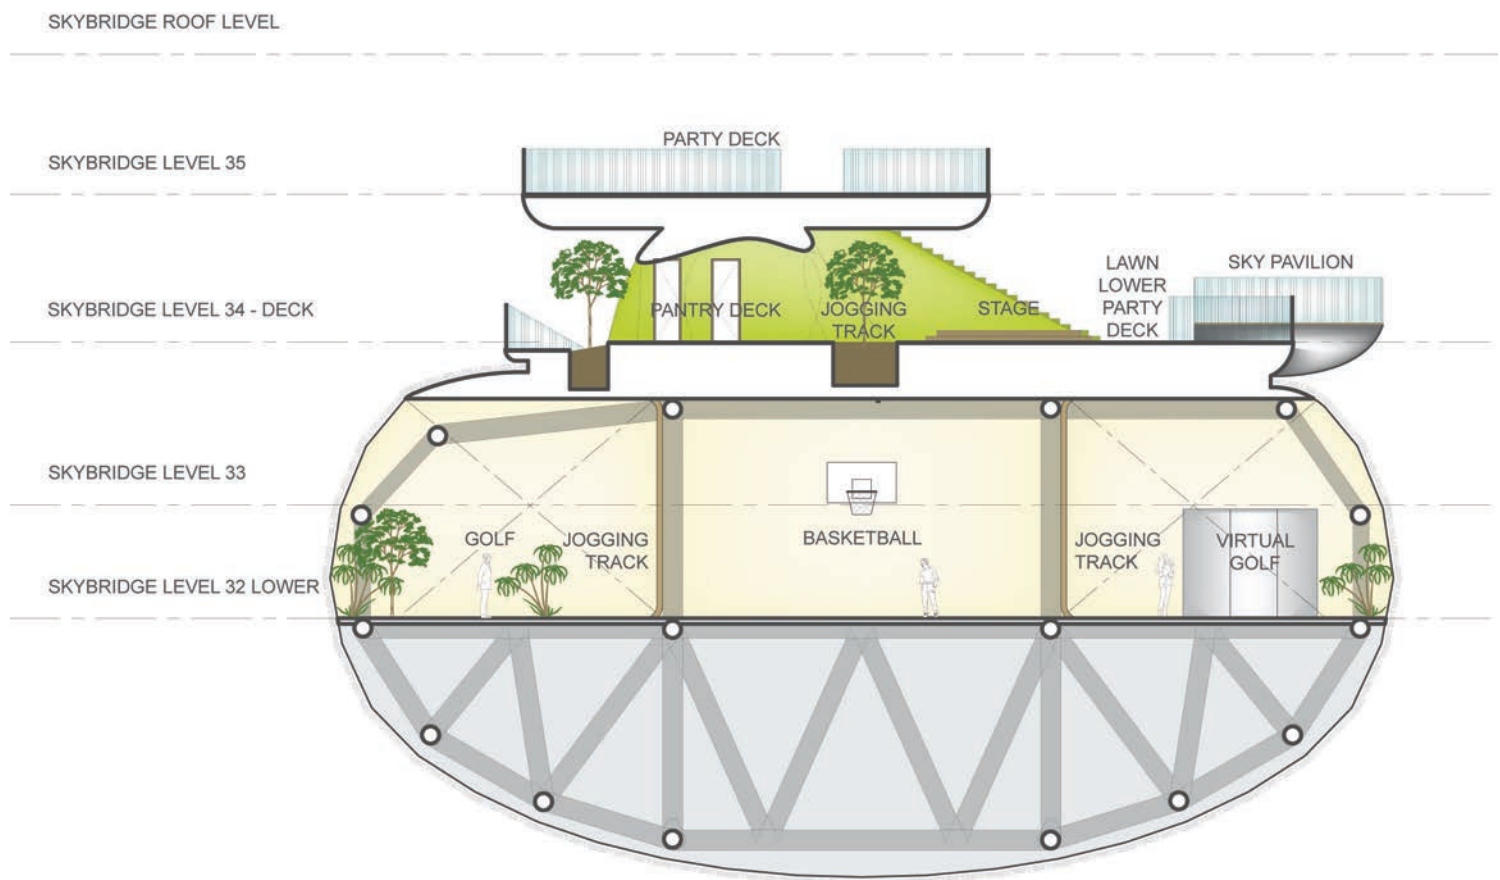 SKYBRIDGE ROOF LEVEL
SKYBRIDGE LEVEL 35
PARTY DECK
SKYBRIDGE LEVEL 34 - DECK
PANTRY DECK
JOGGING
TRACK
STAGE
LAWN
LOWER
PARTY
DECK
SKY PAVILION
SKYBRIDGE LEVEL 33
GOLF
JOGGING
TRACK
BASKETBALL
JOGGING
TRACK
VIRTUAL
GOLF
SKYBRIDGE LEVEL 32 LOWER